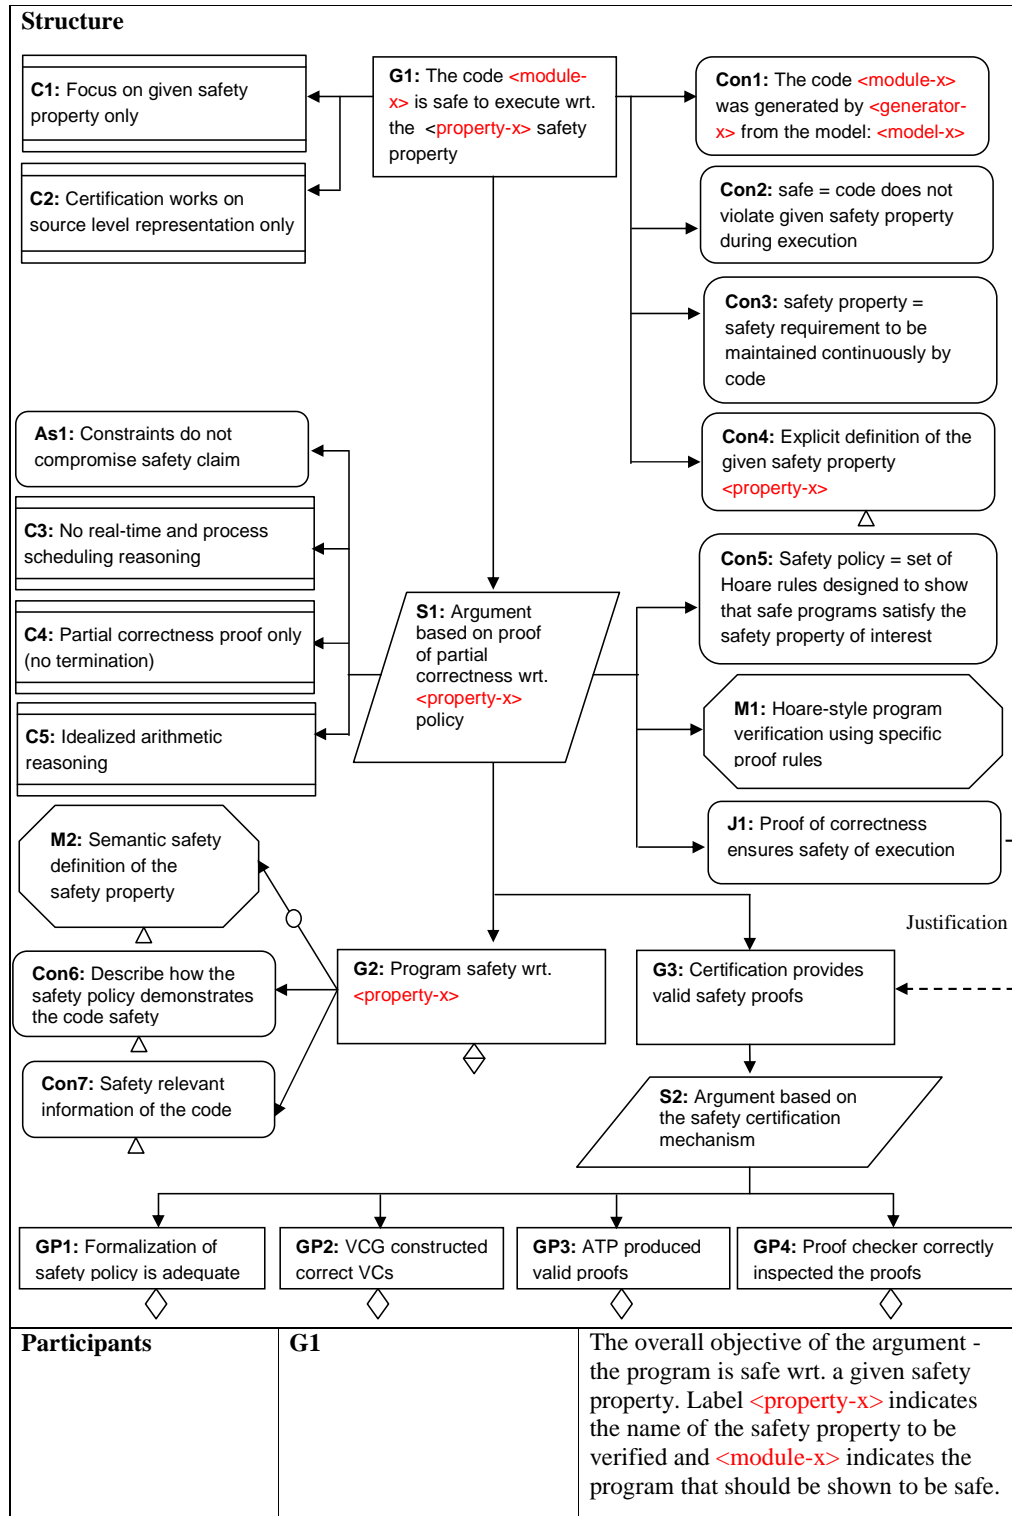 Structure
C1: Focus on given safety
property only
C2: Certification works on
source level representation only
G1: The code <module-
x> is safe to execute wrt.
the <property-x> safety
property
Con1: The code <module-x>
was generated by <generator-
x> from the model: <model-x>
Con2: safe = code does not
violate given safety property
during execution
Con3: safety property =
safety requirement to be
maintained continuously by
code
Con4: Explicit definition of the
given safety property
<property-x>
As1: Constraints do not
compromise safety claim
C3: No real-time and process
scheduling reasoning
C4: Partial correctness proof only
(no termination)
C5: Idealized arithmetic
reasoning
S1: Argument
based on proof
of partial
correctness wrt.
<property-x>
policy
Con5: Safety policy = set of
Hoare rules designed to show
that safe programs satisfy the
safety property of interest
M1: Hoare-style program
verification using specific
proof rules
J1: Proof of correctness
ensures safety of execution
Justification
M2: Semantic safety
definition of the
safety property
Con6: Describe how the
safety policy demonstrates
the code safety
Con7: Safety relevant
information of the code
G2: Program safety wrt.
<property-x>
G3: Certification provides
valid safety proofs
S2: Argument based on
the safety certification
mechanism
GP1: Formalization of
safety policy is adequate
GP2: VCG constructed
correct VCs
GP3: ATP produced
valid proofs
GP4: Proof checker correctly
inspected the proofs
Participants
G1
The overall objective of the argument -
the program is safe wrt. a given safety
property. Label <property-x> indicates
the name of the safety property to be
verified and <module-x> indicates the
program that should be shown to be safe.